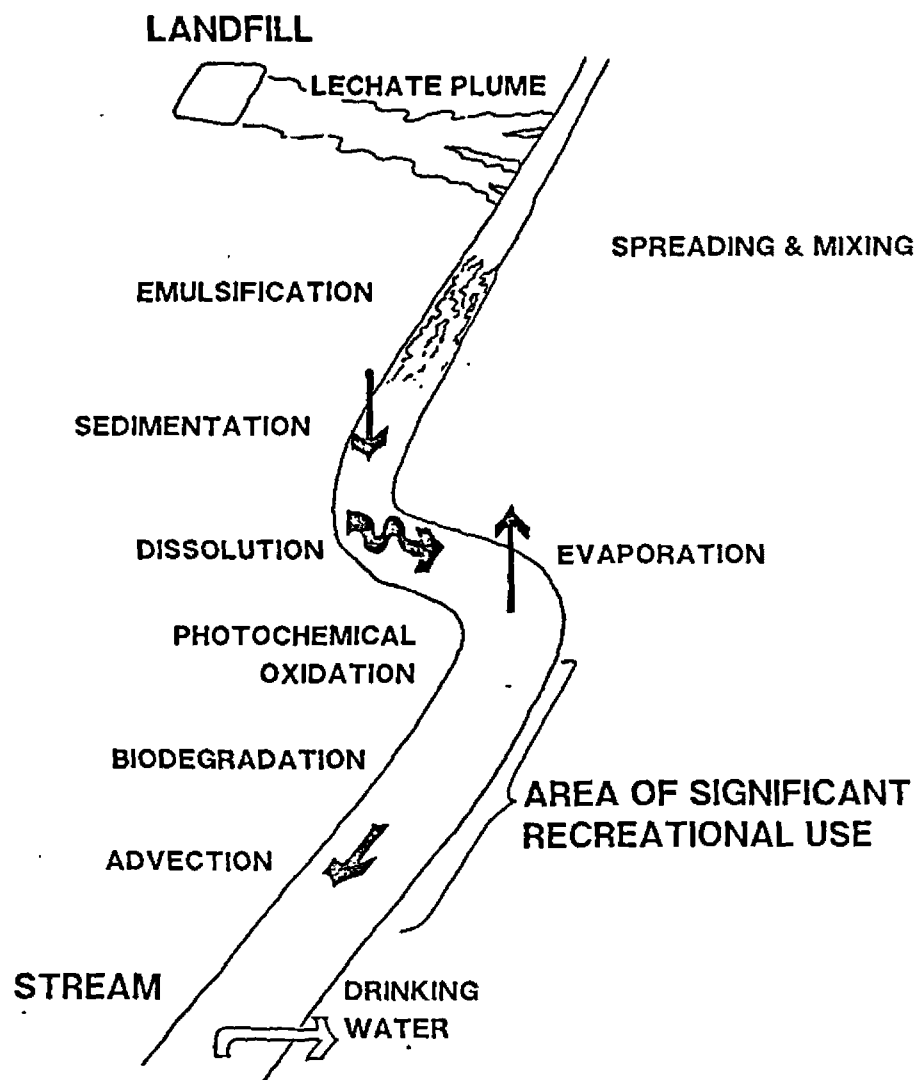 LANDFILL
LECHATE PLUME
SPREADING & MIXING
EMULSIFICATION
SEDIMENTATION
DISSOLUTION
EVAPORATION
PHOTOCHEMICAL
OXIDATION
BIODEGRADATION
AREA OF SIGNIFICANT
RECREATIONAL USE
ADVECTION
STREAM
DRINKING
WATER